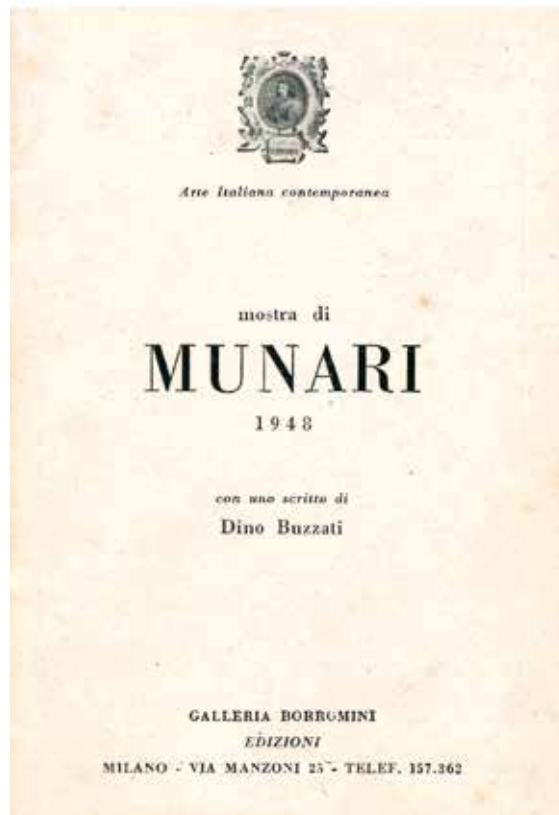 Arte Italiana contemporanea
mostra di
MUNARI
1948
con uno scritto di
Dino Buzzati
GALLERIA BORROMINI
EDIZIONI
MILANO - VIA MANZONI 25 - TELEF. 157.362